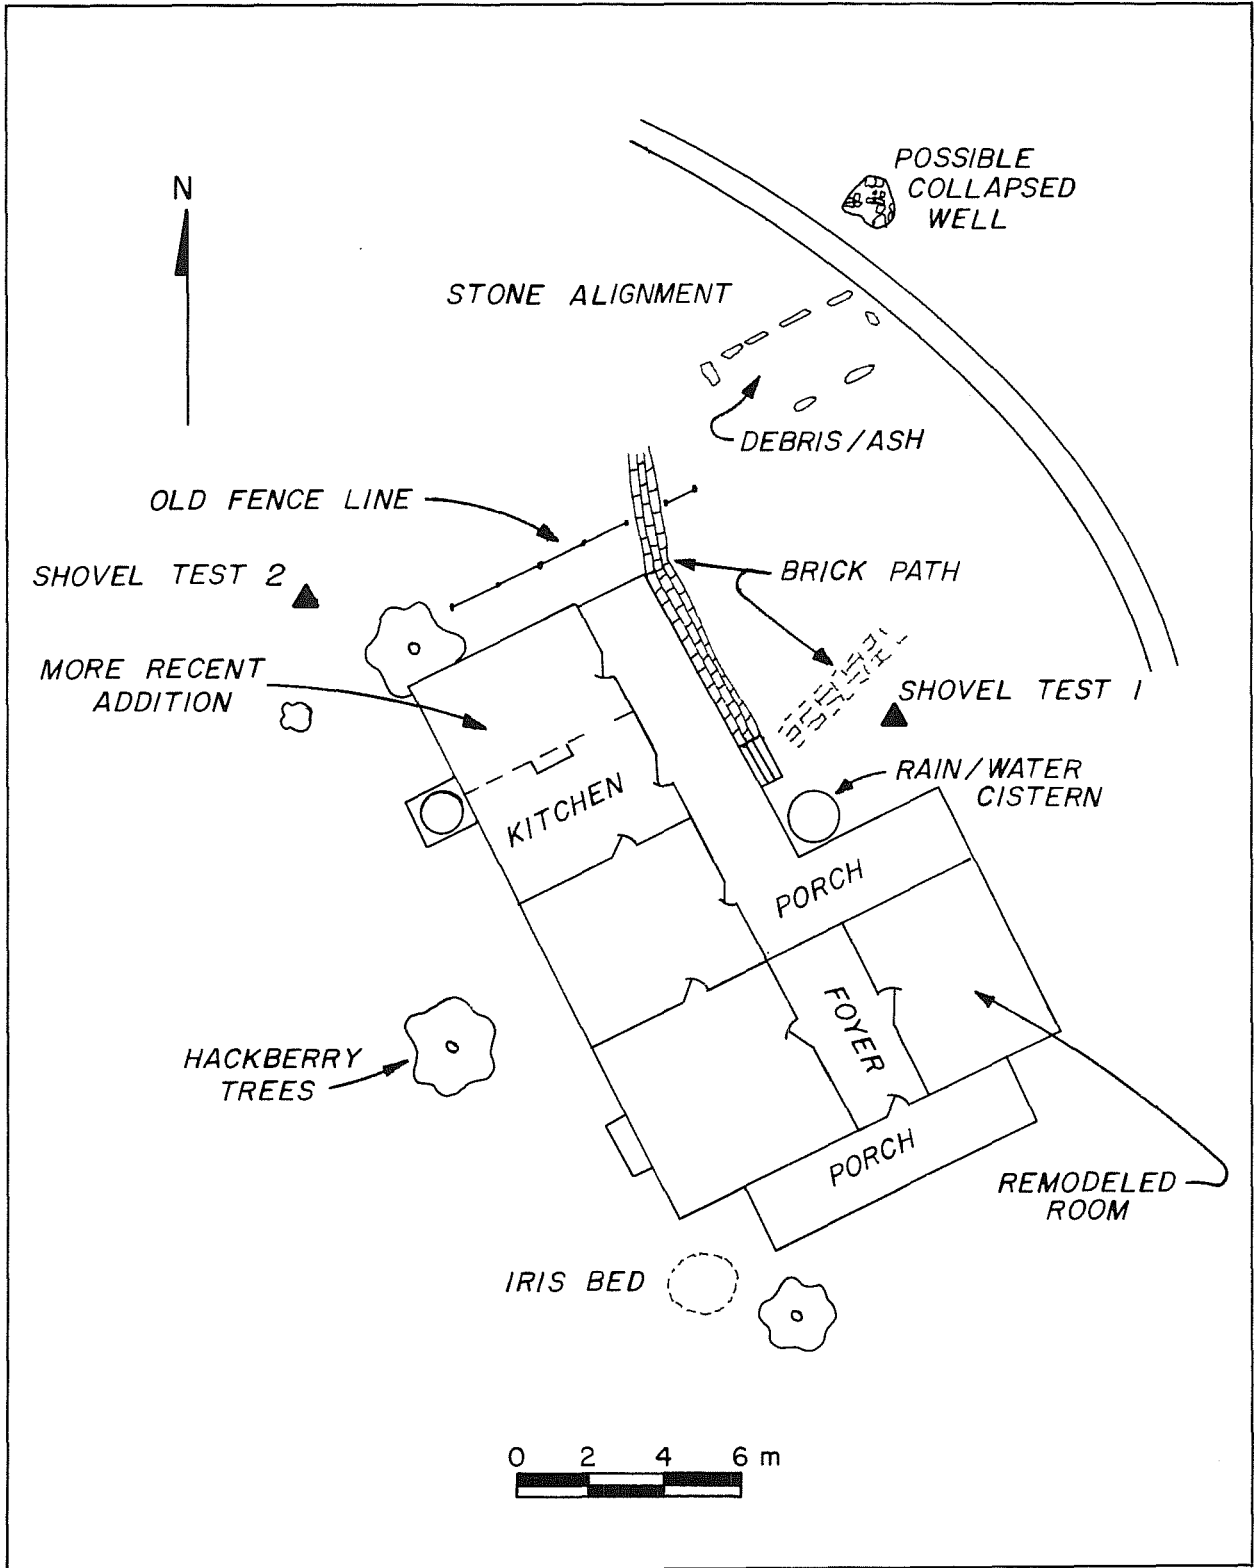 N
POSSIBLE
COLLAPSED
WELL
STONE ALIGNMENT
DEBRIS/ASH
OLD FENCE LINE
SHOVEL TEST 2
BRICK PATH
MORE RECENT
ADDITION
SHOVEL TEST 1
RAIN/WATER
CISTERN
KITCHEN
PORCH
FOYER
HACKBERRY
TREES
PORCH
REMODELED
ROOM
IRIS BED
0 2 4 6 m